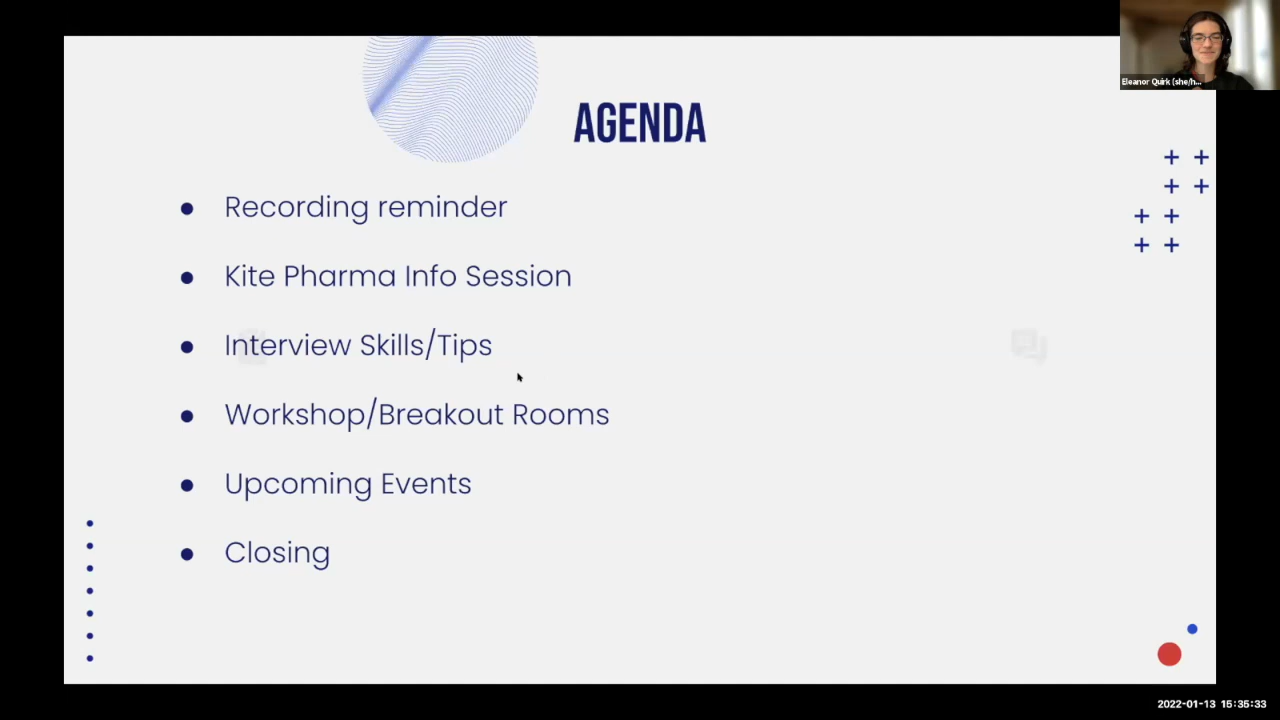 Eleanor Quirk (she/h...
AGENDA
● Recording reminder
● Kite Pharma Info Session
● Interview Skills/Tips
● Workshop/Breakout Rooms
● Upcoming Events
● Closing
2022-01-13 15:35:33